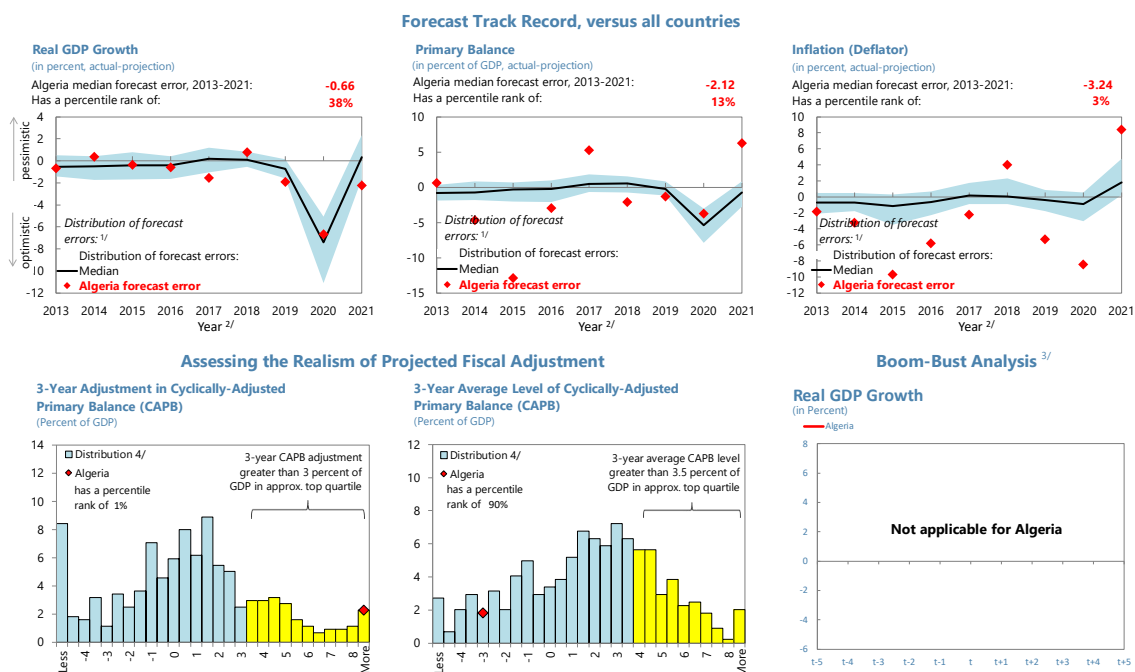 Forecast Track Record, versus all countries
Real GDP Growth
(in percent, actual-projection)
Algeria median forecast error, 2013-2021: -0.66
Has a percentile rank of: 38%
pessimistic
optimistic
4
2
0
-2
-4
-6
-8
-10
-12
Distribution of forecast
errors: 1/
Distribution of forecast errors:
Median
Algeria forecast error
2013 2014 2015 2016 2017 2018 2019 2020 2021
Year 2/
Primary Balance
(in percent of GDP, actual-projection)
Algeria median forecast error, 2013-2021: -2.12
Has a percentile rank of: 13%
10
5
0
-5
-10
-15
Distribution of forecast
errors: 1/
Distribution of forecast errors:
Median
Algeria forecast error
2013 2014 2015 2016 2017 2018 2019 2020 2021
Year 2/
Inflation (Deflator)
(in percent, actual-projection)
Algeria median forecast error, 2013-2021: -3.24
Has a percentile rank of: 3%
10
8
6
4
2
0
-2
-4
-6
-8
-10
-12
Distribution of forecast
errors: 1/
Distribution of forecast errors:
Median
Algeria forecast error
2013 2014 2015 2016 2017 2018 2019 2020 2021
Year 2/
Assessing the Realism of Projected Fiscal Adjustment
3-Year Adjustment in Cyclically-Adjusted
Primary Balance (CAPB)
(Percent of GDP)
14
12
10
8
6
4
2
0
Distribution 4/
Algeria
has a percentile
rank of 1%
3-year CAPB adjustment
greater than 3 percent of
GDP in approx. top quartile
Less -4 -3 -2 -1 0 1 2 3 4 5 6 7 8 More
3-Year Average Level of Cyclically-Adjusted
Primary Balance (CAPB)
(Percent of GDP)
12
10
8
6
4
2
0
Distribution 4/
Algeria
has a percentile
rank of 90%
3-year average CAPB level
greater than 3.5 percent of
GDP in approx. top quartile
Less -4 -3 -2 -1 0 1 2 3 4 5 6 7 8 More
Boom-Bust Analysis 3/
Real GDP Growth
(in Percent)
Algeria
8
6
4
2
0
-2
-4
-6
Not applicable for Algeria
t-5 t-4 t-3 t-2 t-1 t t+1 t+2 t+3 t+4 t+5